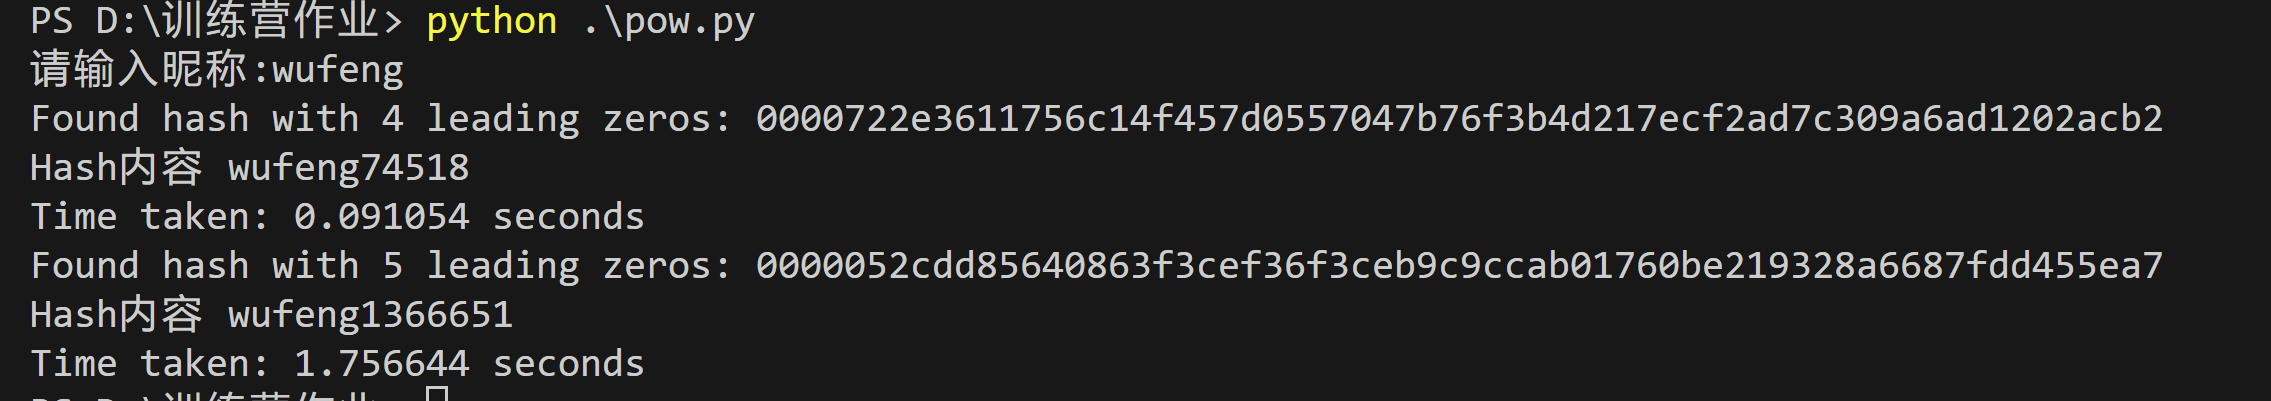 PS D:\训练营作业> python .\pow.py
请输入昵称:wufeng
Found hash with 4 leading zeros: 0000722e3611756c14f457d0557047b76f3b4d217ecf2ad7c309a6ad1202acb2
Hash内容 wufeng74518
Time taken: 0.091054 seconds
Found hash with 5 leading zeros: 0000052cdd85640863f3cef36f3ceb9c9ccab01760be219328a6687fdd455ea7
Hash内容 wufeng1366651
Time taken: 1.756644 seconds